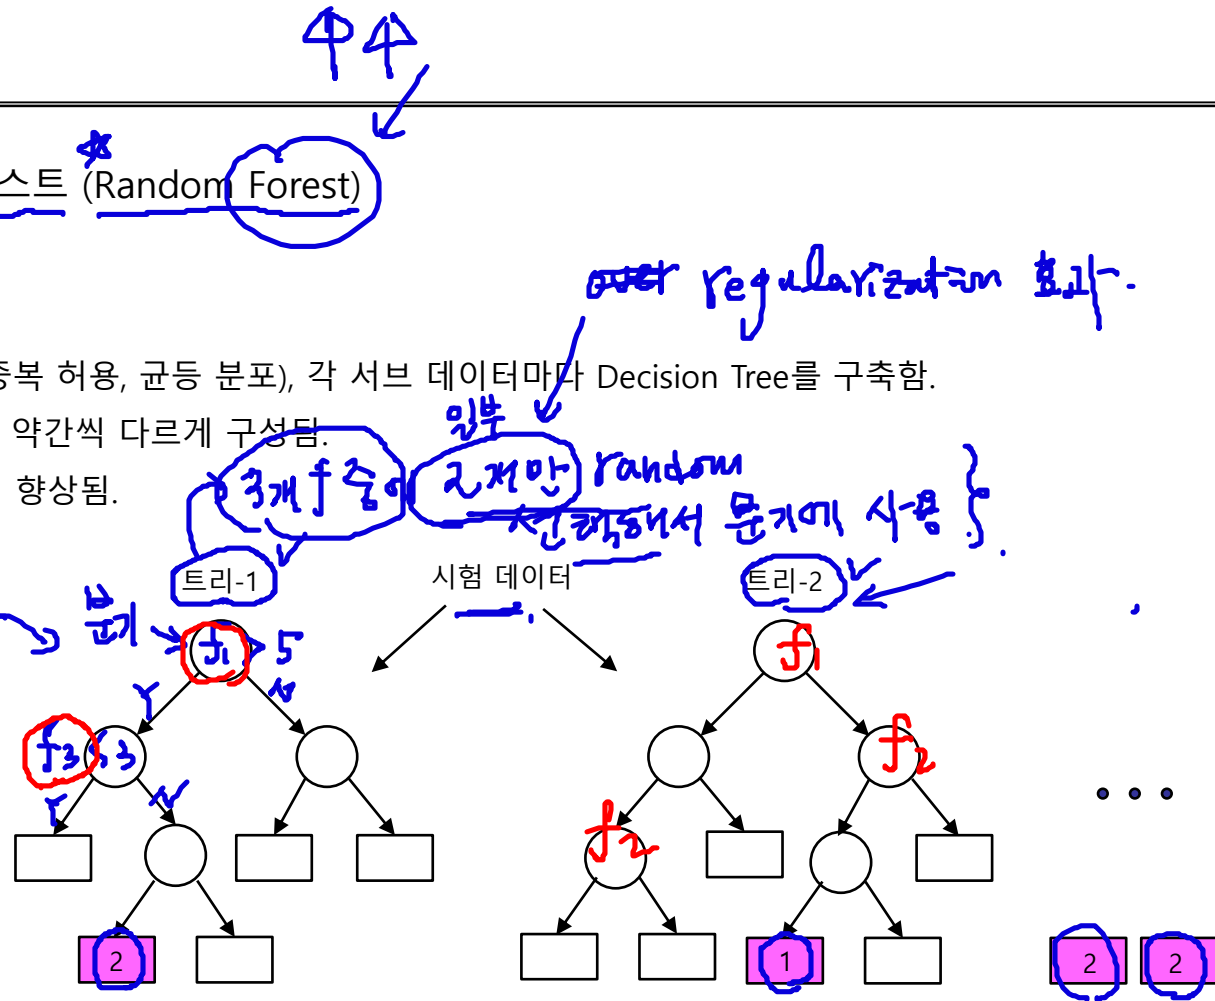 스트 (Random Forest)
regularization 효과.
중복 허용, 균등 분포), 각 서브 데이터마다 Decision Tree를 구축함.
일부
약간씩 다르게 구성됨.
3개 f 중 2개만 random
향상됨.
선택해서 분기에 사용
트리-1
시험 데이터
트리-2
분기
f1 > 5
f1
Y
N
f3 < 3
f2
Y
N
f2
2
1
2
2